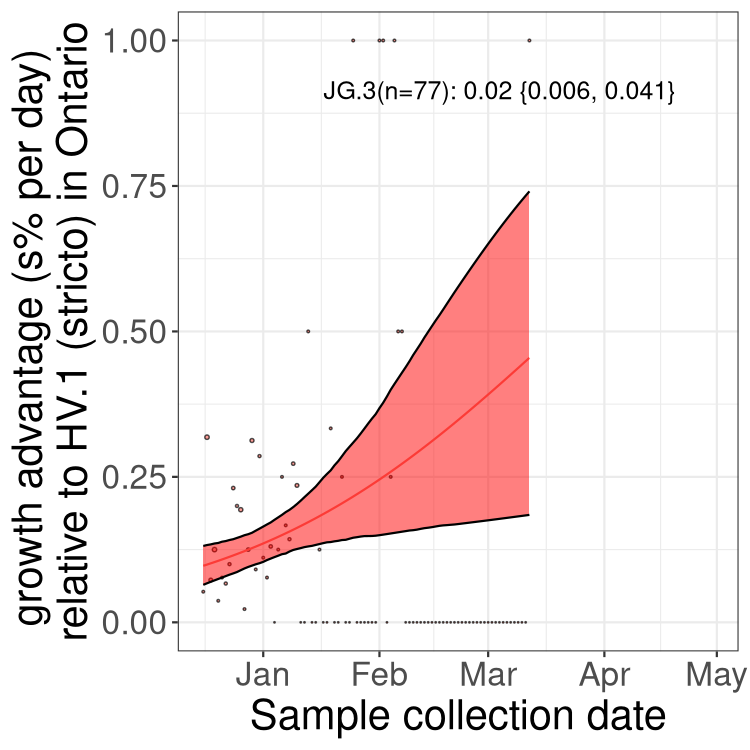 growth advantage (s% per day)
relative to HV.1 (stricto) in Ontario
1.00
0.75
0.50
0.25
0.00
JG.3(n=77): 0.02 {0.006, 0.041}
Jan Feb Mar Apr May
Sample collection date